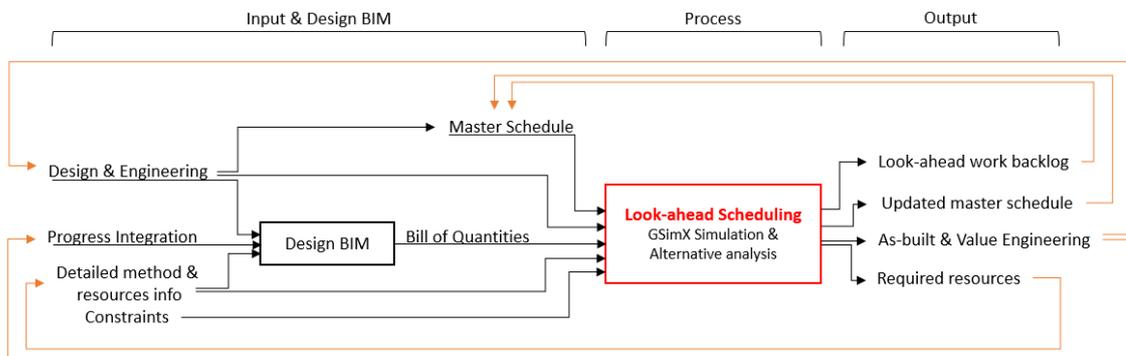 Input & Design BIM
Process
Output
Master Schedule
Design & Engineering
Progress Integration
Detailed method &
resources info
Constraints
Design BIM
Bill of Quantities
Look-ahead Scheduling
GSimX Simulation &
Alternative analysis
Look-ahead work backlog
Updated master schedule
As-built & Value Engineering
Required resources